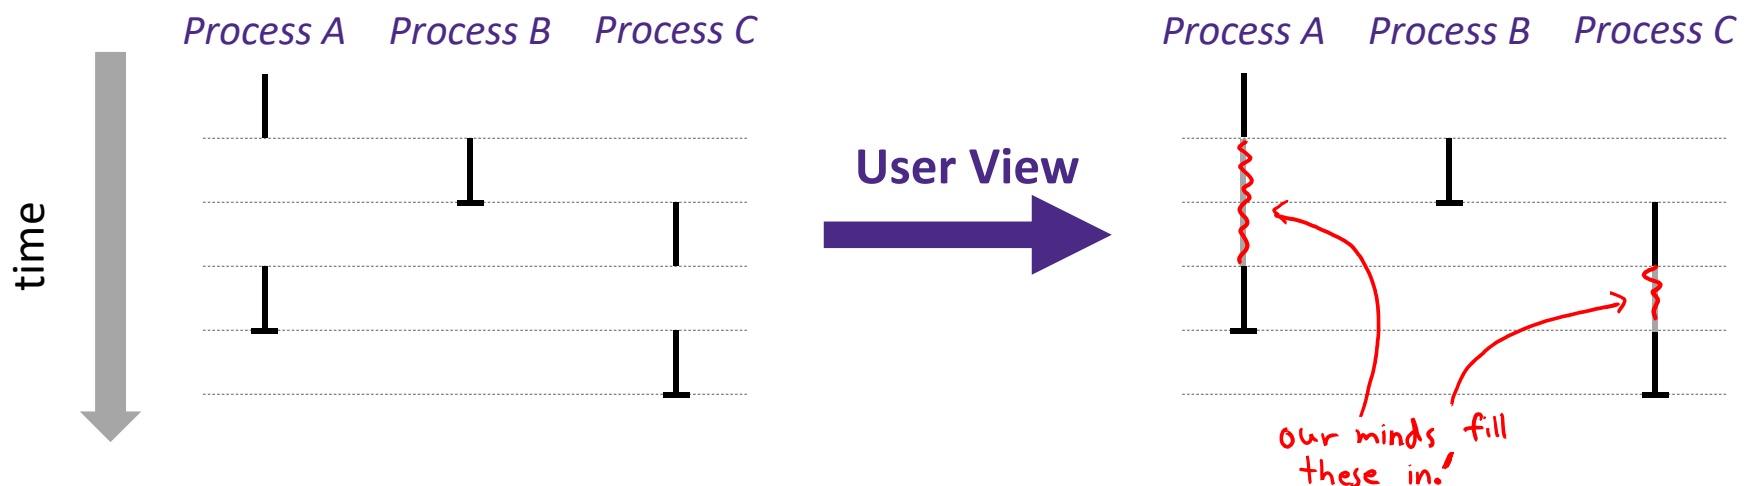 Process A Process B Process C
time
User View
Process A Process B Process C
our minds fill
these in!